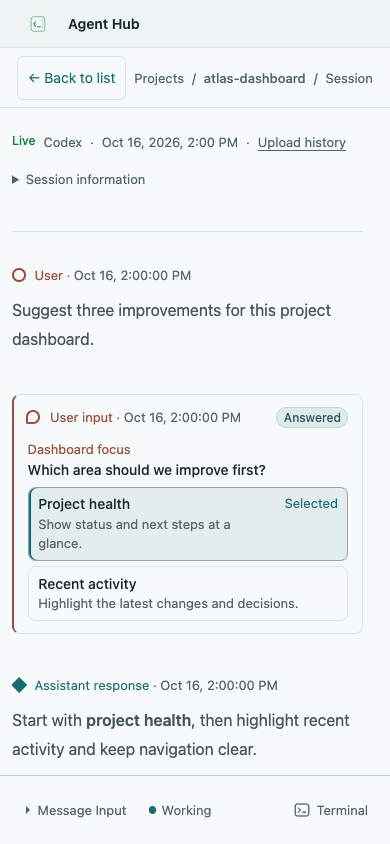 Agent Hub
← Back to list Projects / atlas-dashboard / Session
Live Codex · Oct 16, 2026, 2:00 PM · Upload history
Session information
User · Oct 16, 2:00:00 PM
Suggest three improvements for this project
dashboard.
User input · Oct 16, 2:00:00 PM Answered
Dashboard focus
Which area should we improve first?
Project health Selected
Show status and next steps at a
glance.
Recent activity
Highlight the latest changes and decisions.
Assistant response · Oct 16, 2:00:00 PM
Start with project health, then highlight recent
activity and keep navigation clear.
Message Input Working Terminal